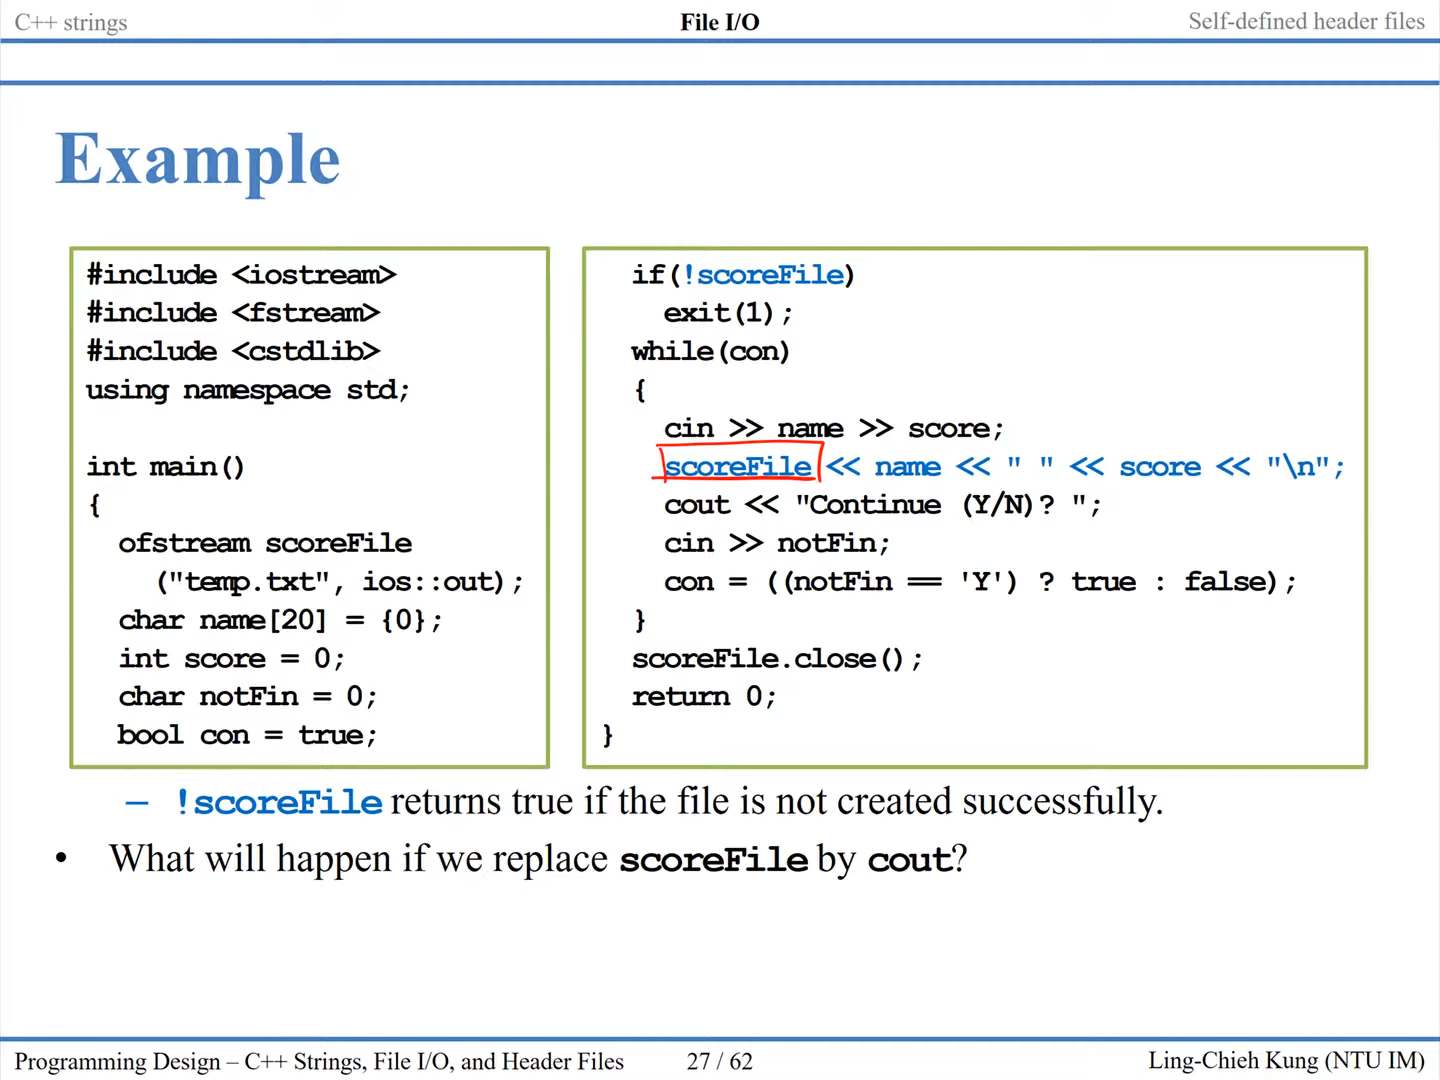 C++ strings
File I/O
Self-defined header files
Example
#include <iostream>
#include <fstream>
#include <cstdlib>
using namespace std;
int main()
{
ofstream scoreFile
("temp.txt", ios::out);
char name[20] = {0};
int score = 0;
char notFin = 0;
bool con = true;
if(!scoreFile)
exit(1);
while(con)
{
cin >> name >> score;
scoreFile << name << " " << score << "\n";
cout << "Continue (Y/N)? ";
cin >> notFin;
con = ((notFin == 'Y') ? true : false);
}
scoreFile.close();
return 0;
}
– !scoreFile returns true if the file is not created successfully.
• What will happen if we replace scoreFile by cout?
Programming Design – C++ Strings, File I/O, and Header Files
27 / 62
Ling-Chieh Kung (NTU IM)